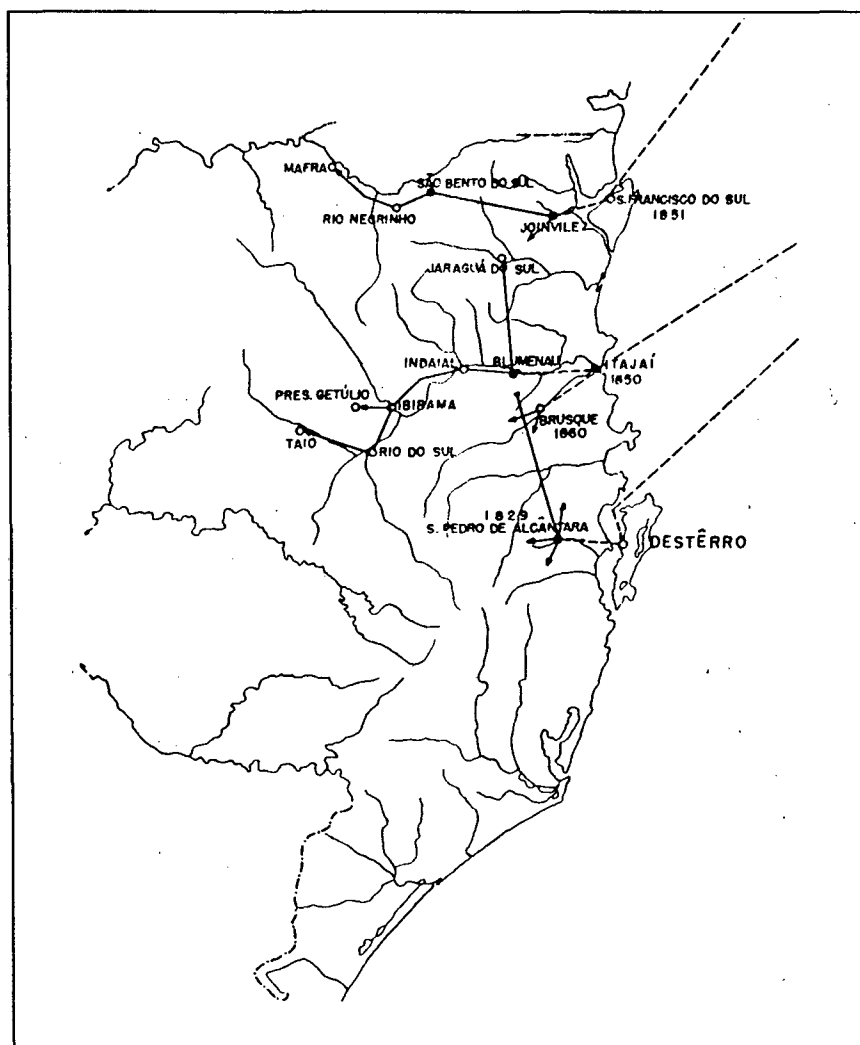 MAFRA
SÃO BENTO DO SUL
S. FRANCISCO DO SUL
1851
RIO NEGRINHO
JOINVILE
JARAGUÁ DO SUL
INDAIAL
BLUMENAU
ITAJAÍ
1850
PRES. GETÚLIO
IBIRAMA
BRUSQUE
1860
TAIO
RIO DO SUL
1829
S. PEDRO DE ALCÂNTARA
DESTÊRRO